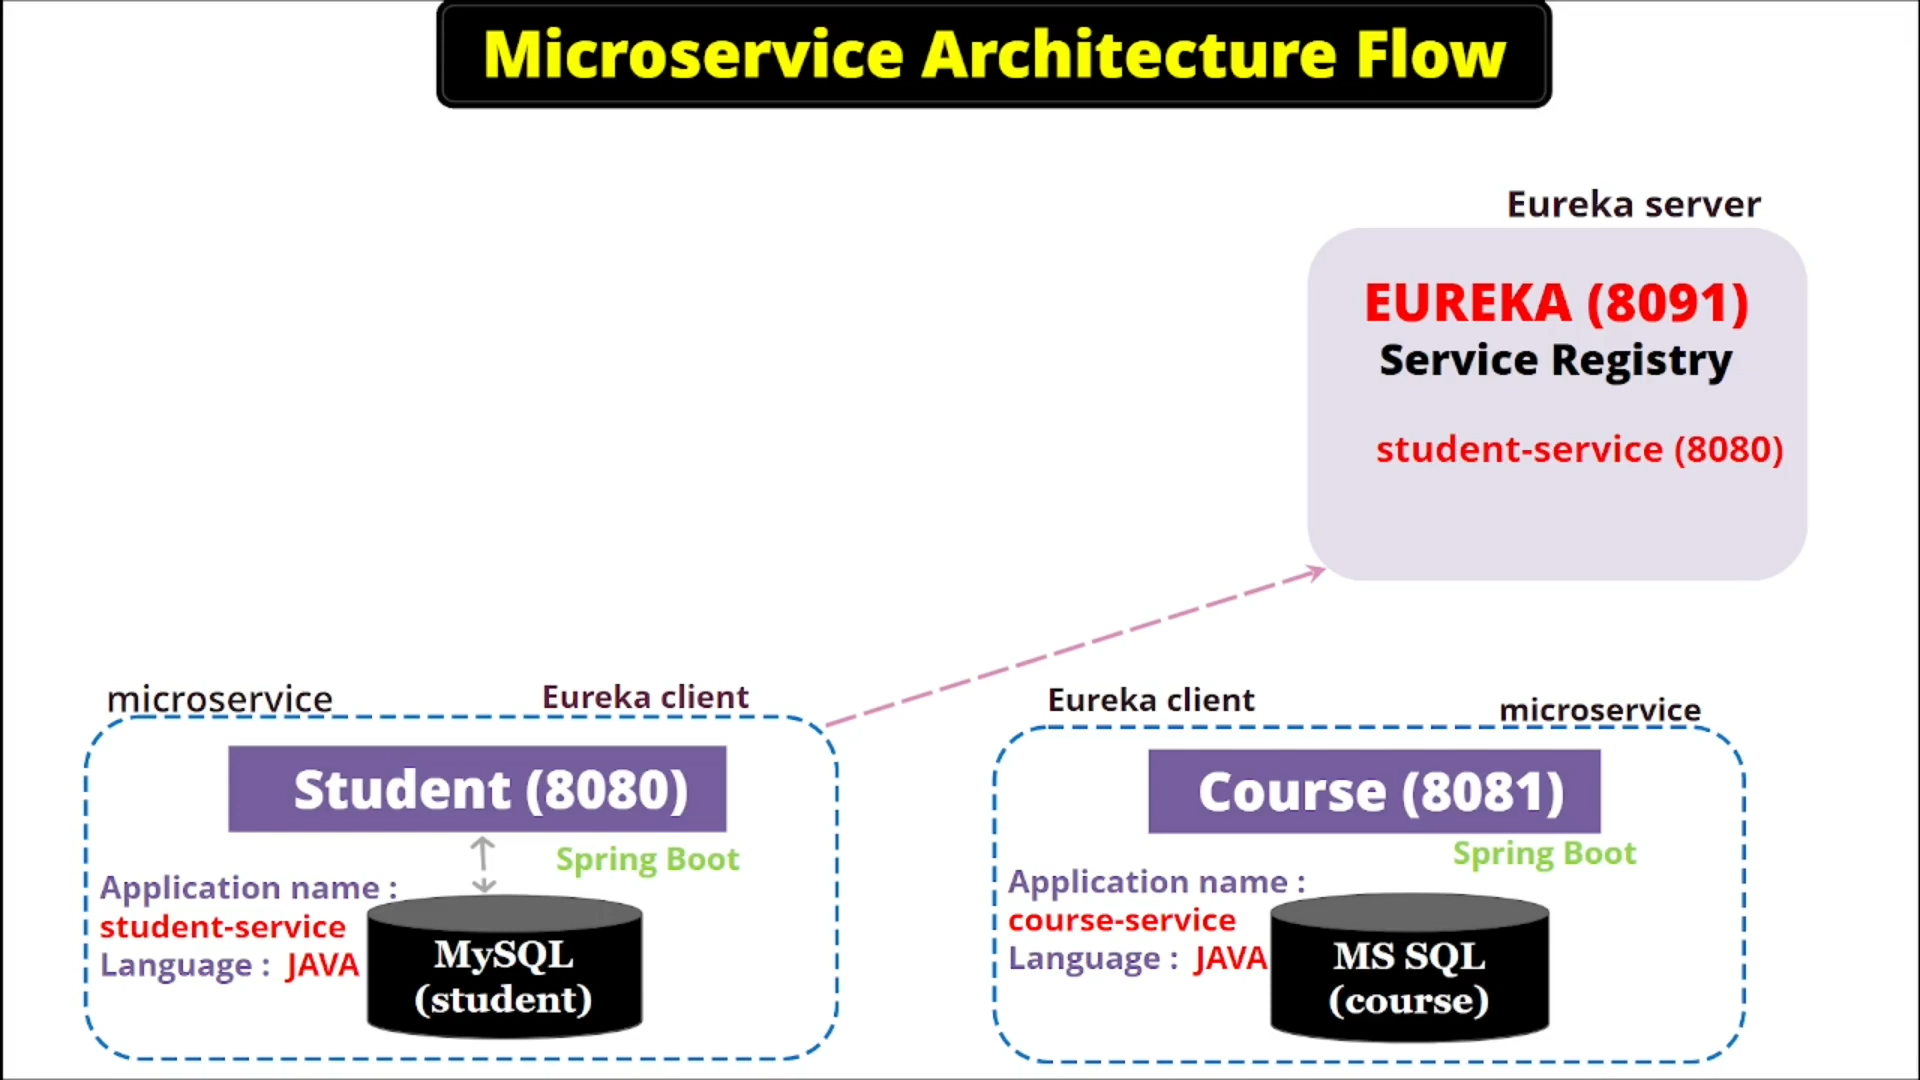 Microservice Architecture Flow
Eureka server
EUREKA (8091)
Service Registry
student-service (8080)
microservice
Eureka client
Student (8080)
Spring Boot
Application name :
student-service
Language : JAVA
MySQL
(student)
Eureka client
microservice
Course (8081)
Spring Boot
Application name :
course-service
Language : JAVA
MS SQL
(course)